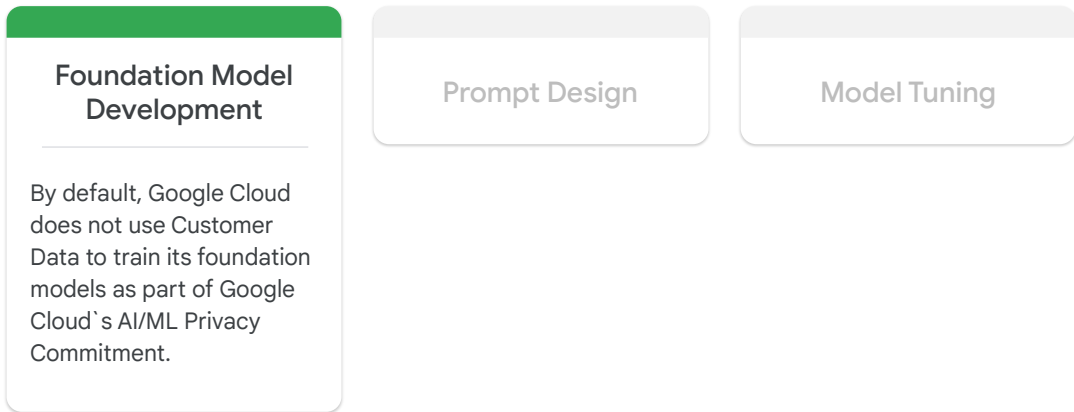 Foundation Model
Development
By default, Google Cloud
does not use Customer
Data to train its foundation
models as part of Google
Cloud`s AI/ML Privacy
Commitment.
Prompt Design
Model Tuning